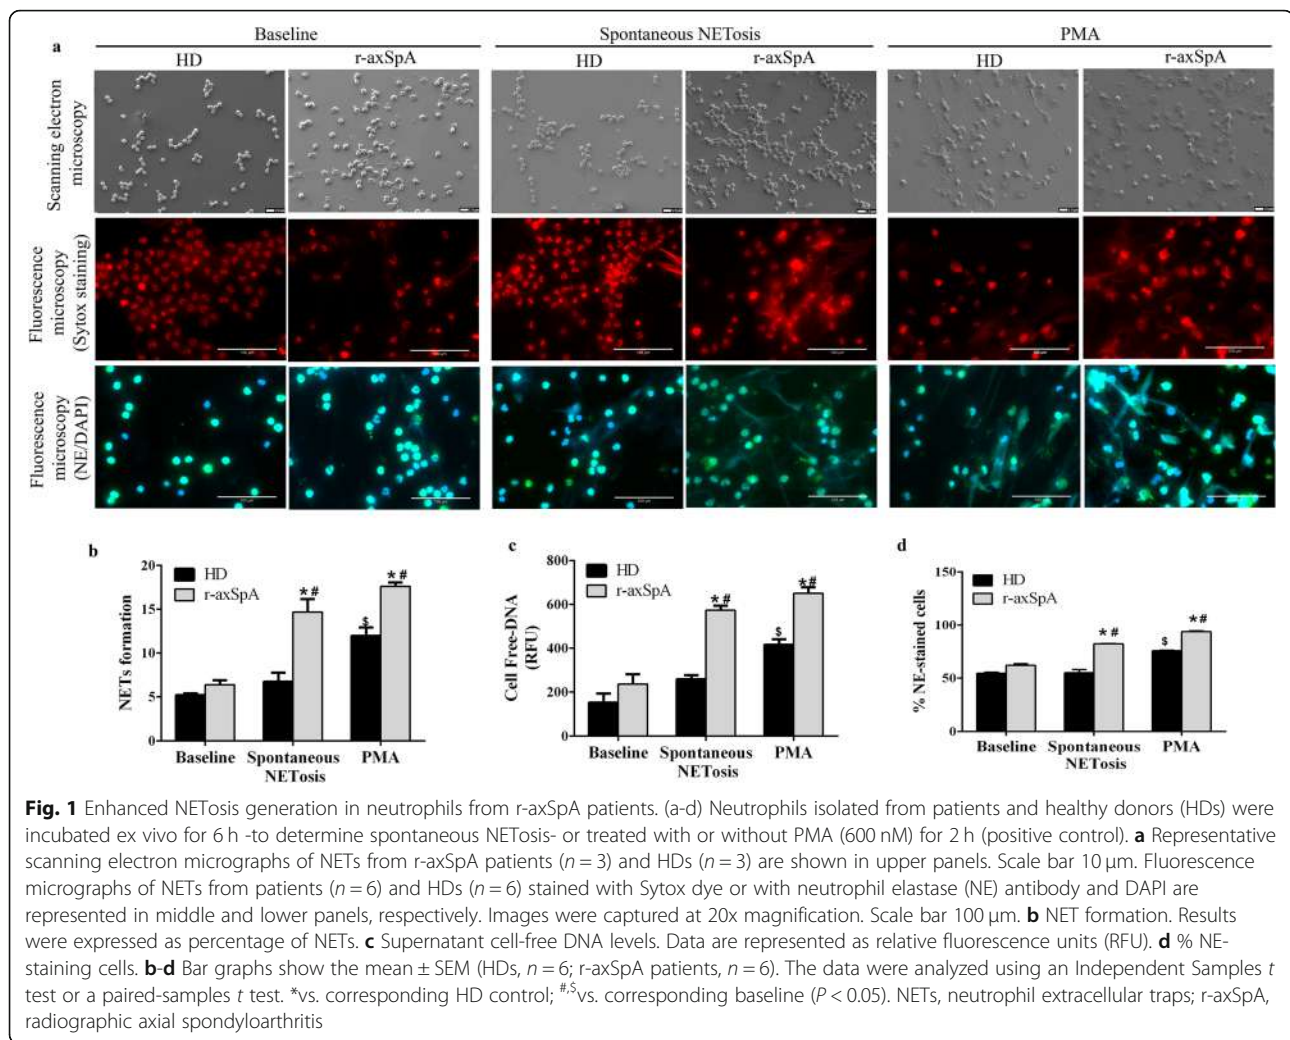 a
Baseline
Spontaneous NETosis
PMA
HD
r-axSpA
HD
r-axSpA
HD
r-axSpA
Scanning electron
microscopy
Fluorescence
microscopy
(Sytox staining)
Fluorescence
microscopy
(NE/DAPI)
b
NETs formation
20
15
10
5
0
HD
r-axSpA
*#
$
*#
Baseline
Spontaneous
NETosis
PMA
c
Cell Free-DNA
(RFU)
800
600
400
200
0
HD
r-axSpA
*#
$
*#
Baseline
Spontaneous
NETosis
PMA
d
% NE-stained cells
150
100
50
0
HD
r-axSpA
*#
$
*#
Baseline
Spontaneous
NETosis
PMA
Fig. 1 Enhanced NETosis generation in neutrophils from r-axSpA patients. (a-d) Neutrophils isolated from patients and healthy donors (HDs) were
incubated ex vivo for 6 h -to determine spontaneous NETosis- or treated with or without PMA (600 nM) for 2 h (positive control). a Representative
scanning electron micrographs of NETs from r-axSpA patients (n = 3) and HDs (n = 3) are shown in upper panels. Scale bar 10 μm. Fluorescence
micrographs of NETs from patients (n = 6) and HDs (n = 6) stained with Sytox dye or with neutrophil elastase (NE) antibody and DAPI are
represented in middle and lower panels, respectively. Images were captured at 20x magnification. Scale bar 100 μm. b NET formation. Results
were expressed as percentage of NETs. c Supernatant cell-free DNA levels. Data are represented as relative fluorescence units (RFU). d % NE-
staining cells. b-d Bar graphs show the mean ± SEM (HDs, n = 6; r-axSpA patients, n = 6). The data were analyzed using an Independent Samples t
test or a paired-samples t test. *vs. corresponding HD control; #,$vs. corresponding baseline (P < 0.05). NETs, neutrophil extracellular traps; r-axSpA,
radiographic axial spondyloarthritis